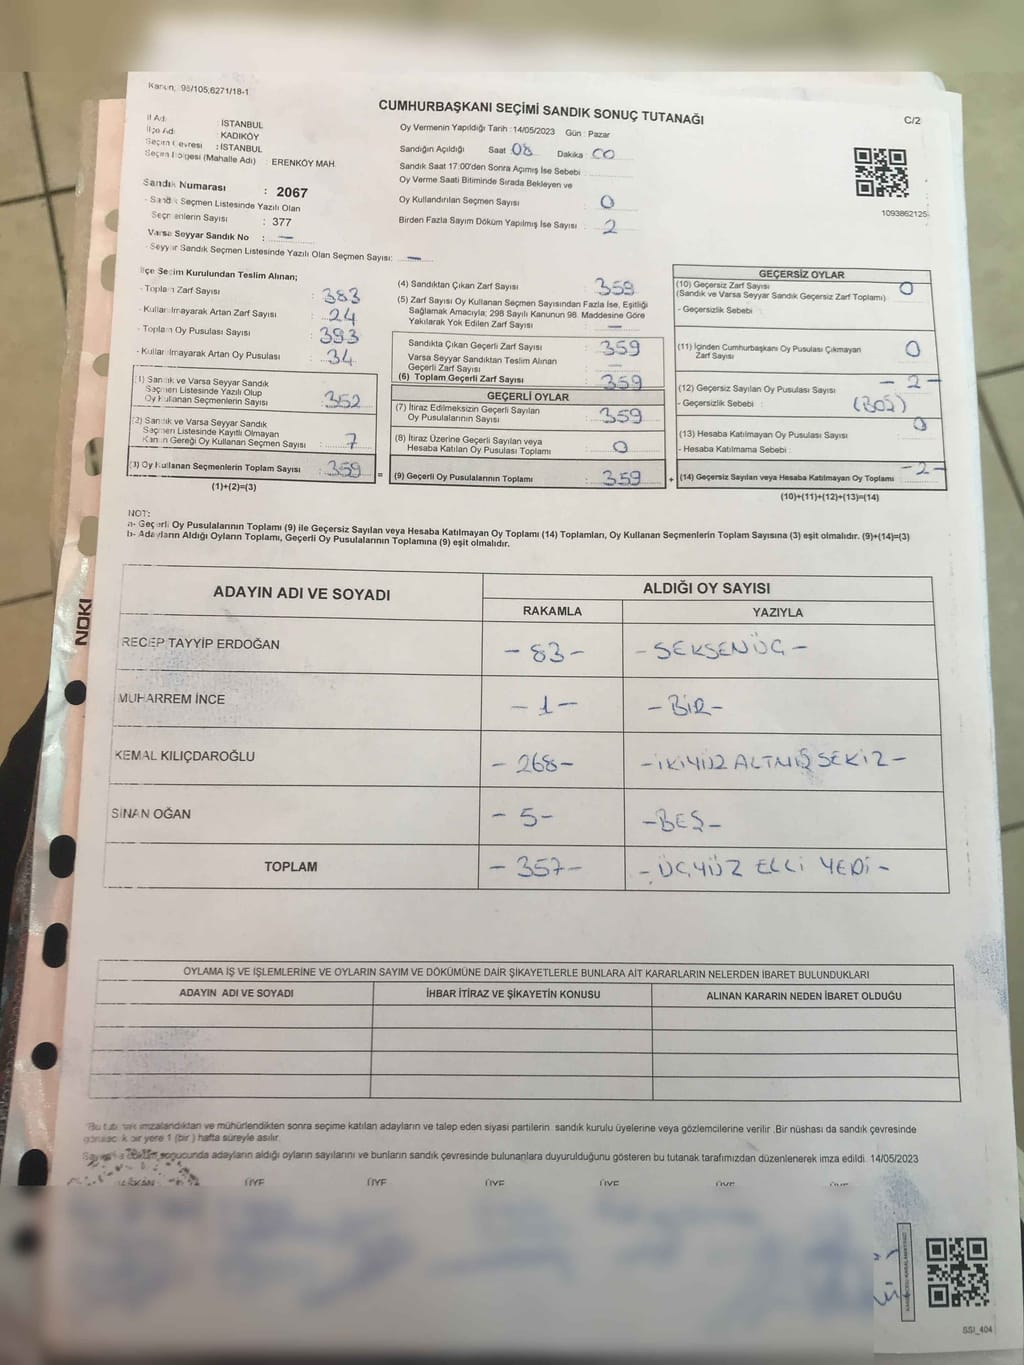 Kanun; 98/105,6271/18-1
CUMHURBAŞKANI SEÇİMİ SANDIK SONUÇ TUTANAĞI
C/2
İl Adı : İSTANBUL
İlçe Adı : KADIKÖY
Seçim Çevresi : İSTANBUL
Seçim Bölgesi (Mahalle Adı) : ERENKÖY MAH.
Sandık Numarası : 2067
- Sandık Seçmen Listesinde Yazılı Olan
Seçmenlerin Sayısı : 377
Varsa Seyyar Sandık No : —
- Seyyar Sandık Seçmen Listesinde Yazılı Olan Seçmen Sayısı: —
Oy Vermenin Yapıldığı Tarih : 14/05/2023 Gün : Pazar
Sandığın Açıldığı Saat 08 Dakika 00
Sandık Saat 17:00'den Sonra Açımış İse Sebebi
Oy Verme Saati Bitiminde Sırada Bekleyen ve
Oy Kullandırılan Seçmen Sayısı : 0
Birden Fazla Sayım Döküm Yapılmış İse Sayısı : 2
1093862125
İlçe Seçim Kurulundan Teslim Alınan;
- Toplam Zarf Sayısı : 383
- Kullanılmayarak Artan Zarf Sayısı : 24
- Toplam Oy Pusulası Sayısı : 393
- Kullanılmayarak Artan Oy Pusulası : 34
(1) Sandık ve Varsa Seyyar Sandık
Seçmen Listesinde Yazılı Olup
Oy Kullanan Seçmenlerin Sayısı : 352
(2) Sandık ve Varsa Seyyar Sandık
Seçmen Listesinde Kayıtlı Olmayan
Kanun Gereği Oy Kullanan Seçmen Sayısı : 7
(3) Oy Kullanan Seçmenlerin Toplam Sayısı : 359 =
(1)+(2)=(3)
(4) Sandıktan Çıkan Zarf Sayısı : 359
(5) Zarf Sayısı Oy Kullanan Seçmen Sayısından Fazla İse, Eşitliği
Sağlamak Amacıyla; 298 Sayılı Kanunun 98. Maddesine Göre
Yakılarak Yok Edilen Zarf Sayısı : —
Sandıkta Çıkan Geçerli Zarf Sayısı : 359
Varsa Seyyar Sandıktan Teslim Alınan
Geçerli Zarf Sayısı : —
(6) Toplam Geçerli Zarf Sayısı : 359
GEÇERLİ OYLAR
(7) İtiraz Edilmeksizin Geçerli Sayılan
Oy Pusulalarının Sayısı : 359
(8) İtiraz Üzerine Geçerli Sayılan veya
Hesaba Katılan Oy Pusulası Toplamı : 0
(9) Geçerli Oy Pusulalarının Toplamı : 359 +
GEÇERSİZ OYLAR
(10) Geçersiz Zarf Sayısı : 0
(Sandık ve Varsa Seyyar Sandık Geçersiz Zarf Toplamı)
- Geçersizlik Sebebi :
(11) İçinden Cumhurbaşkanı Oy Pusulası Çıkmayan
Zarf Sayısı : 0
(12) Geçersiz Sayılan Oy Pusulası Sayısı : - 2 -
- Geçersizlik Sebebi : (BOŞ)
(13) Hesaba Katılmayan Oy Pusulası Sayısı : 0
- Hesaba Katılmama Sebebi :
(14) Geçersiz Sayılan veya Hesaba Katılmayan Oy Toplamı - 2 -
(10)+(11)+(12)+(13)=(14)
NOT:
a- Geçerli Oy Pusulalarının Toplamı (9) ile Geçersiz Sayılan veya Hesaba Katılmayan Oy Toplamı (14) Toplamları, Oy Kullanan Seçmenlerin Toplam Sayısına (3) eşit olmalıdır. (9)+(14)=(3)
b- Adayların Aldığı Oyların Toplamı, Geçerli Oy Pusulalarının Toplamına (9) eşit olmalıdır.
ADAYIN ADI VE SOYADI
ALDIĞI OY SAYISI
RAKAMLA YAZIYLA
RECEP TAYYİP ERDOĞAN - 83 - - SEKSENÜÇ -
MUHARREM İNCE - 1 - - BİR -
KEMAL KILIÇDAROĞLU - 268 - - İKİYÜZ ALTMIŞ SEKİZ -
SİNAN OĞAN - 5 - - BEŞ -
TOPLAM - 357 - - ÜÇYÜZ ELLİ YEDİ -
NOKI
OYLAMA İŞ VE İŞLEMLERİNE VE OYLARIN SAYIM VE DÖKÜMÜNE DAİR ŞİKAYETLERLE BUNLARA AİT KARARLARIN NELERDEN İBARET BULUNDUKLARI
ADAYIN ADI VE SOYADI İHBAR İTİRAZ VE ŞİKAYETİN KONUSU ALINAN KARARIN NEDEN İBARET OLDUĞU
"Bu tutanak imzalandıktan ve mühürlendikten sonra seçime katılan adayların ve talep eden siyasi partilerin sandık kurulu üyelerine veya gözlemcilerine verilir .Bir nüshası da sandık çevresinde
görülecek bir yere 1 (bir) hafta süreyle asılır.
Sayım ve döküm sonucunda adayların aldığı oyların sayılarını ve bunların sandık çevresinde bulunanlara duyurulduğunu gösteren bu tutanak tarafımızdan düzenlenerek imza edildi. 14/05/2023
BAŞKAN ÜYE ÜYE ÜYE ÜYE ÜYE ÜYE
SSI_404